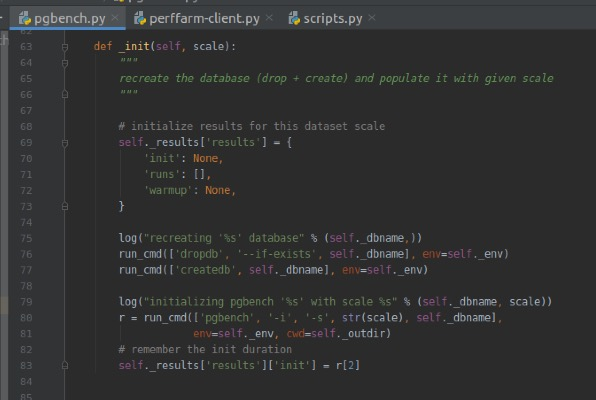 pgbench.py perffarm-client.py scripts.py
62
63 def _init(self, scale):
64 """
65 recreate the database (drop + create) and populate it with given scale
66 """
67
68 # initialize results for this dataset scale
69 self._results['results'] = {
70 'init': None,
71 'runs': [],
72 'warmup': None,
73 }
74
75 log("recreating '%s' database" % (self._dbname,))
76 run_cmd(['dropdb', '--if-exists', self._dbname], env=self._env)
77 run_cmd(['createdb', self._dbname], env=self._env)
78
79 log("initializing pgbench '%s' with scale %s" % (self._dbname, scale))
80 r = run_cmd(['pgbench', '-i', '-s', str(scale), self._dbname],
81 env=self._env, cwd=self._outdir)
82 # remember the init duration
83 self._results['results']['init'] = r[2]
84
85